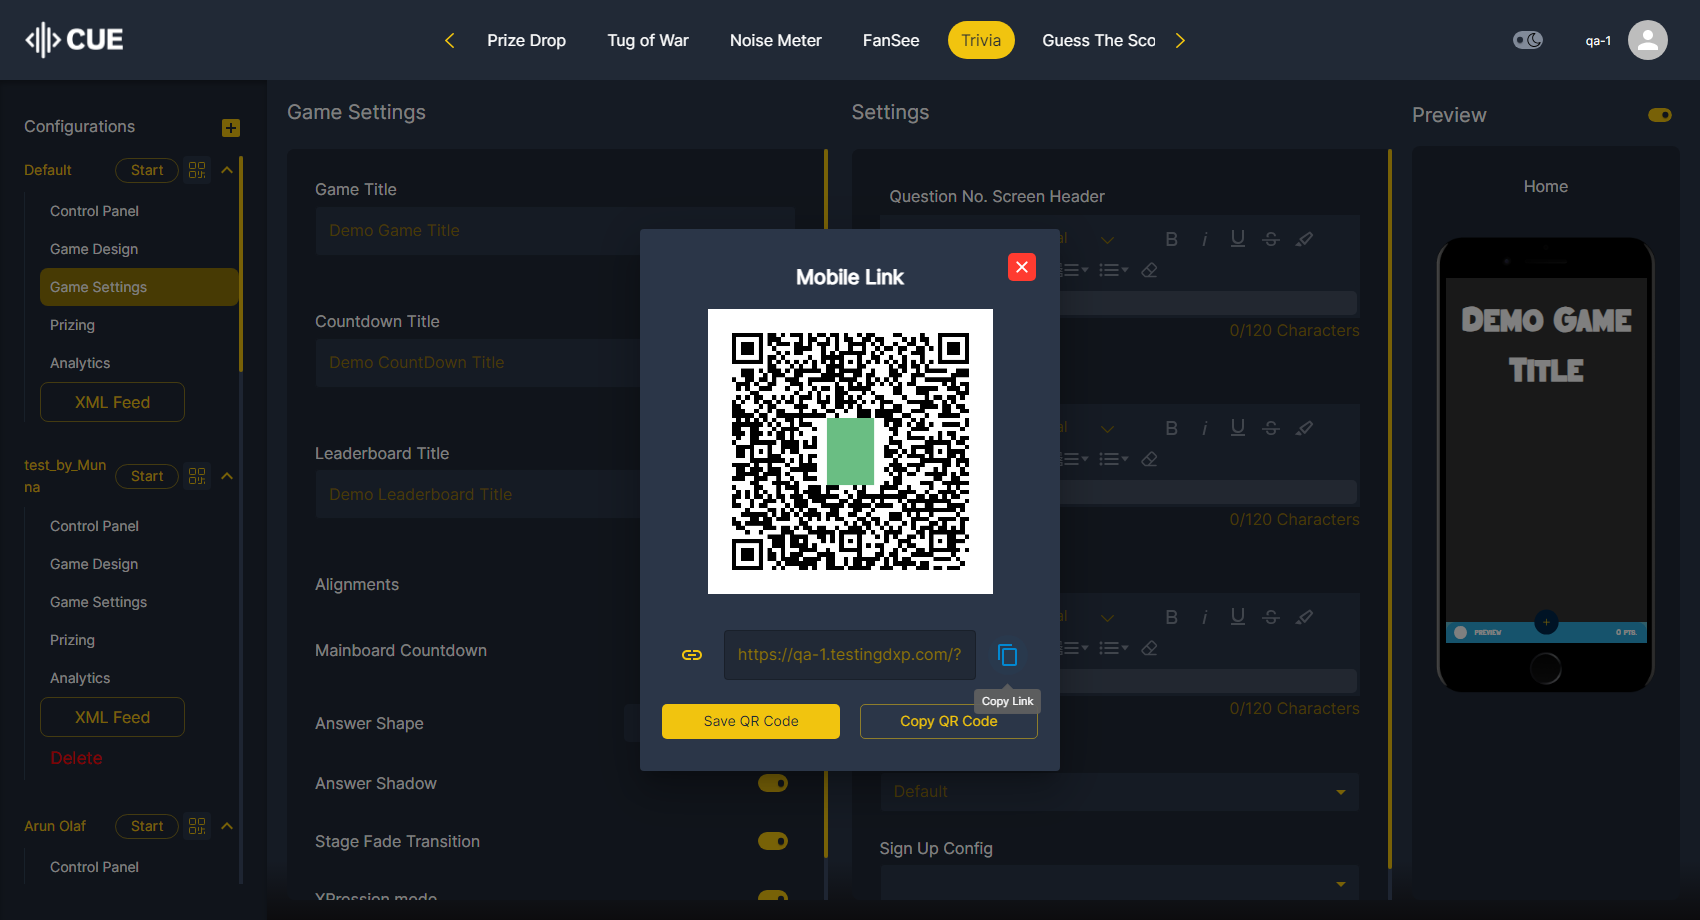 CUE
Prize Drop
Tug of War
Noise Meter
FanSee
Trivia
Guess The Sco
qa-1
Configurations
Default
Start
Control Panel
Game Design
Game Settings
Prizing
Analytics
XML Feed
test_by_Mun
na
Start
Control Panel
Game Design
Game Settings
Prizing
Analytics
XML Feed
Delete
Arun Olaf
Start
Control Panel
Game Settings
Game Title
Demo Game Title
Countdown Title
Demo CountDown Title
Leaderboard Title
Demo Leaderboard Title
Alignments
Mainboard Countdown
Answer Shape
Answer Shadow
Stage Fade Transition
XPression mode
Mobile Link
https://qa-1.testingdxp.com/?
Copy Link
Save QR Code
Copy QR Code
Settings
Question No. Screen Header
al
B i U S
0/120 Characters
al
B i U S
0/120 Characters
al
B i U S
0/120 Characters
Default
Sign Up Config
Preview
Home
Demo Game
Title
PREVIEW
0 PTS.